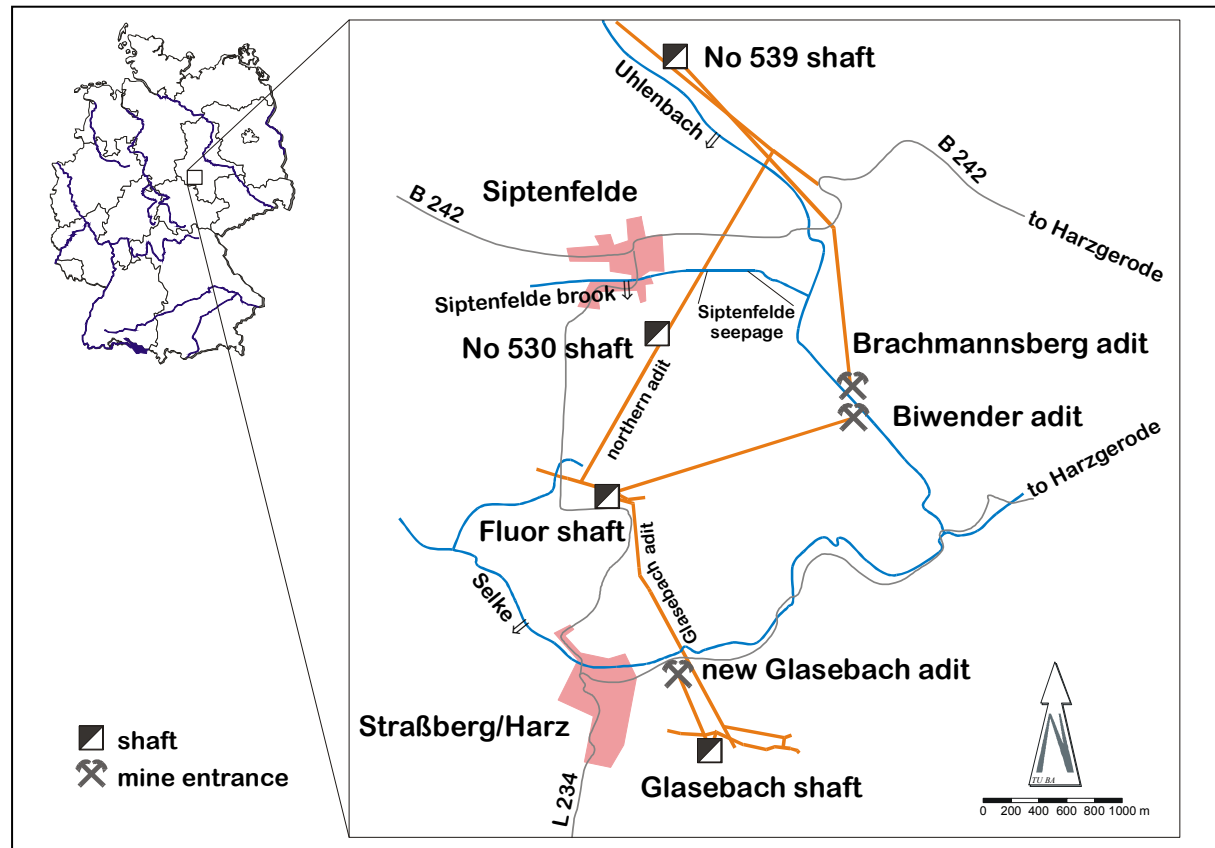 No 539 shaft
Uhlenbach
B 242
to Harzgerode
Siptenfelde
B 242
Siptenfelde brook
Siptenfelde
seepage
No 530 shaft
Brachmannsberg adit
Biwender adit
northern adit
to Harzgerode
Fluor shaft
Glasebach adit
Selke
new Glasebach adit
Straßberg/Harz
Glasebach shaft
L 234
shaft
mine entrance
N
TU BA
0 200 400 600 800 1000 m